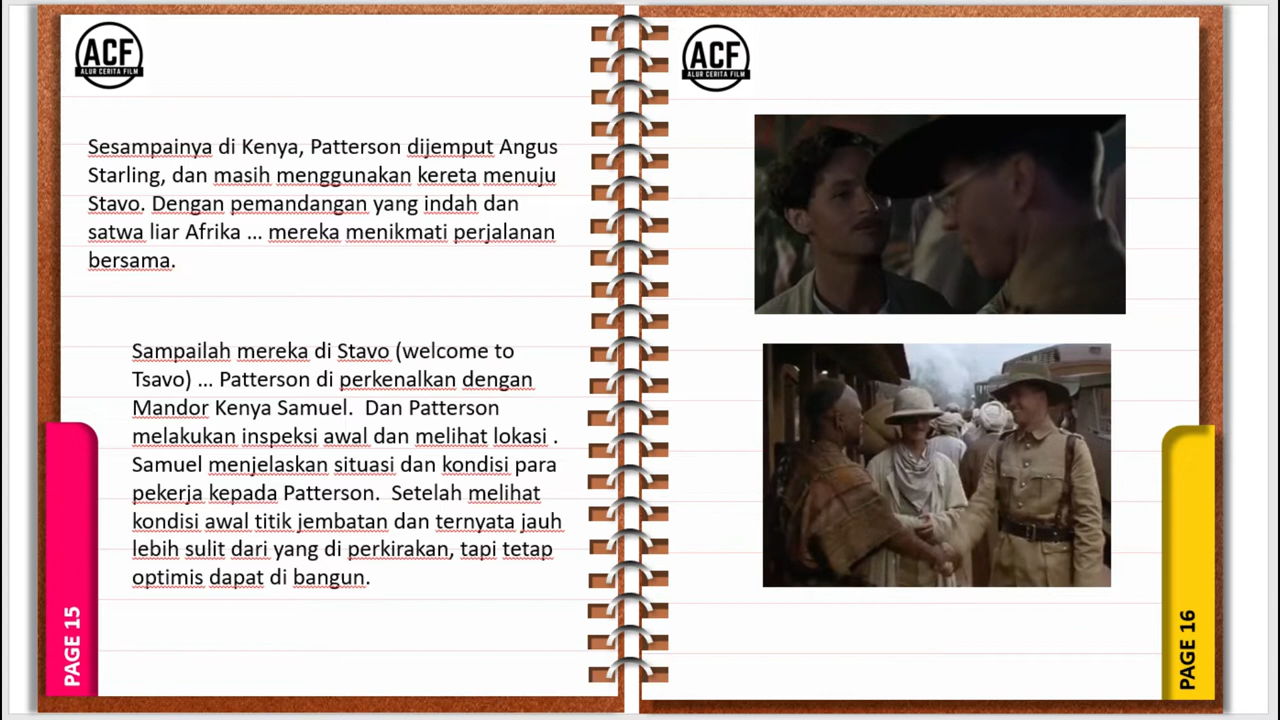 ACF
ALUR CERITA FILM
Sesampainya di Kenya, Patterson dijemput Angus
Starling, dan masih menggunakan kereta menuju
Stavo. Dengan pemandangan yang indah dan
satwa liar Afrika ... mereka menikmati perjalanan
bersama.
Sampailah mereka di Stavo (welcome to
Tsavo) ... Patterson di perkenalkan dengan
Mandor Kenya Samuel.  Dan Patterson
melakukan inspeksi awal dan melihat lokasi .
Samuel menjelaskan situasi dan kondisi para
pekerja kepada Patterson.  Setelah melihat
kondisi awal titik jembatan dan ternyata jauh
lebih sulit dari yang di perkirakan, tapi tetap
optimis dapat di bangun.
PAGE 15
ACF
ALUR CERITA FILM
PAGE 16